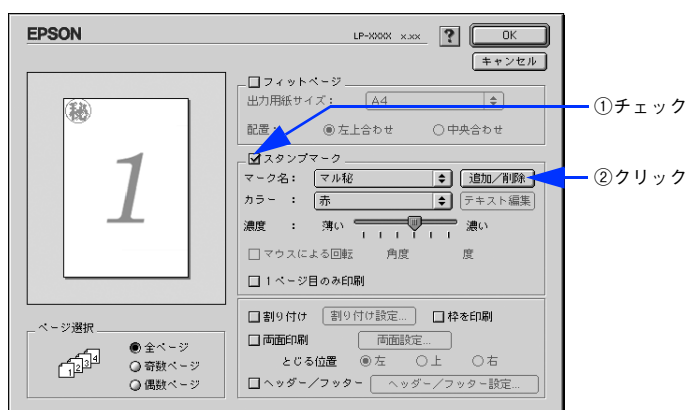 EPSON
LP-XXXX x.xx
?
OK
キャンセル
㊙
1
フィットページ
出力用紙サイズ： A4
配置： 左上合わせ 中央合わせ
①チェック
スタンプマーク
マーク名： マル秘 追加／削除
②クリック
カラー ： 赤 テキスト編集
濃度 ： 薄い 濃い
マウスによる回転 角度 度
1ページ目のみ印刷
ページ選択
1 2 3 4
全ページ
奇数ページ
偶数ページ
割り付け 割り付け設定... 枠を印刷
両面印刷 両面設定...
とじる位置 左 上 右
ヘッダー／フッター ヘッダー／フッター設定...